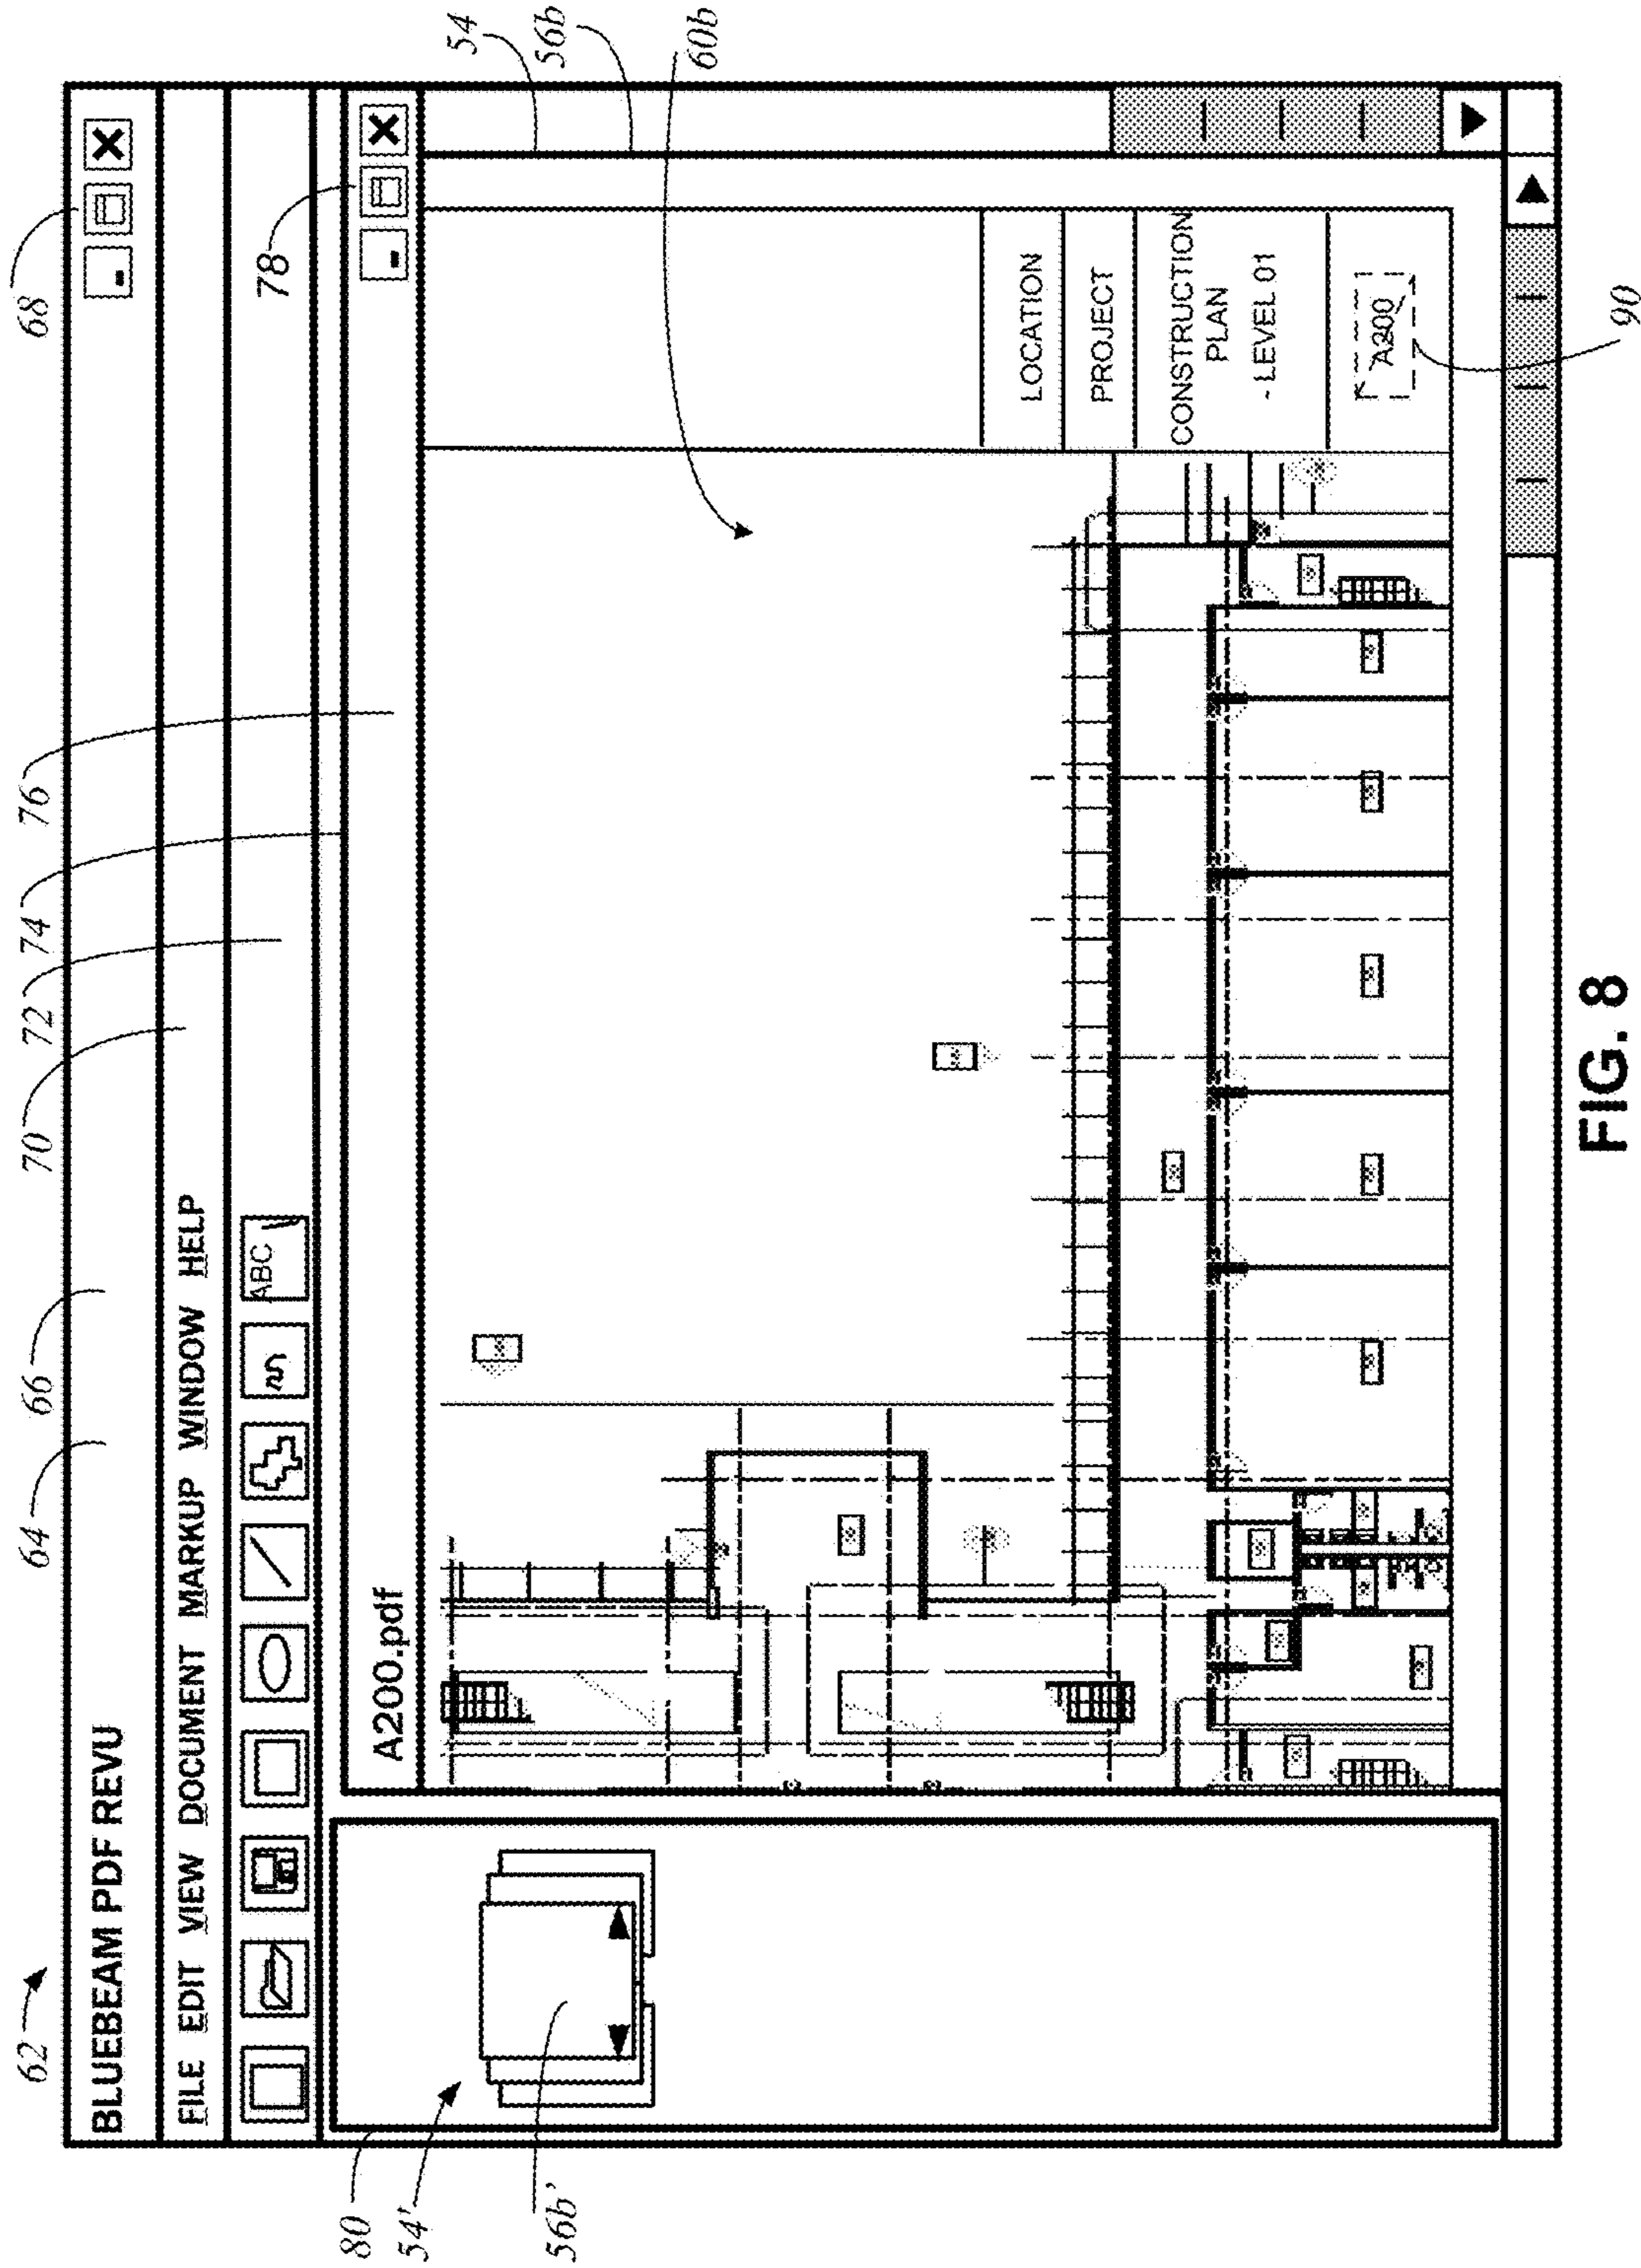 62
64
66
70
72
74
76
68
BLUEBEAM PDF REVU
FILE EDIT VIEW DOCUMENT MARKUP WINDOW HELP
ABC
78
A200.pdf
54
56b
60b
80
54'
56b'
LOCATION
PROJECT
CONSTRUCTION
PLAN
- LEVEL 01
A200
90
FIG. 8